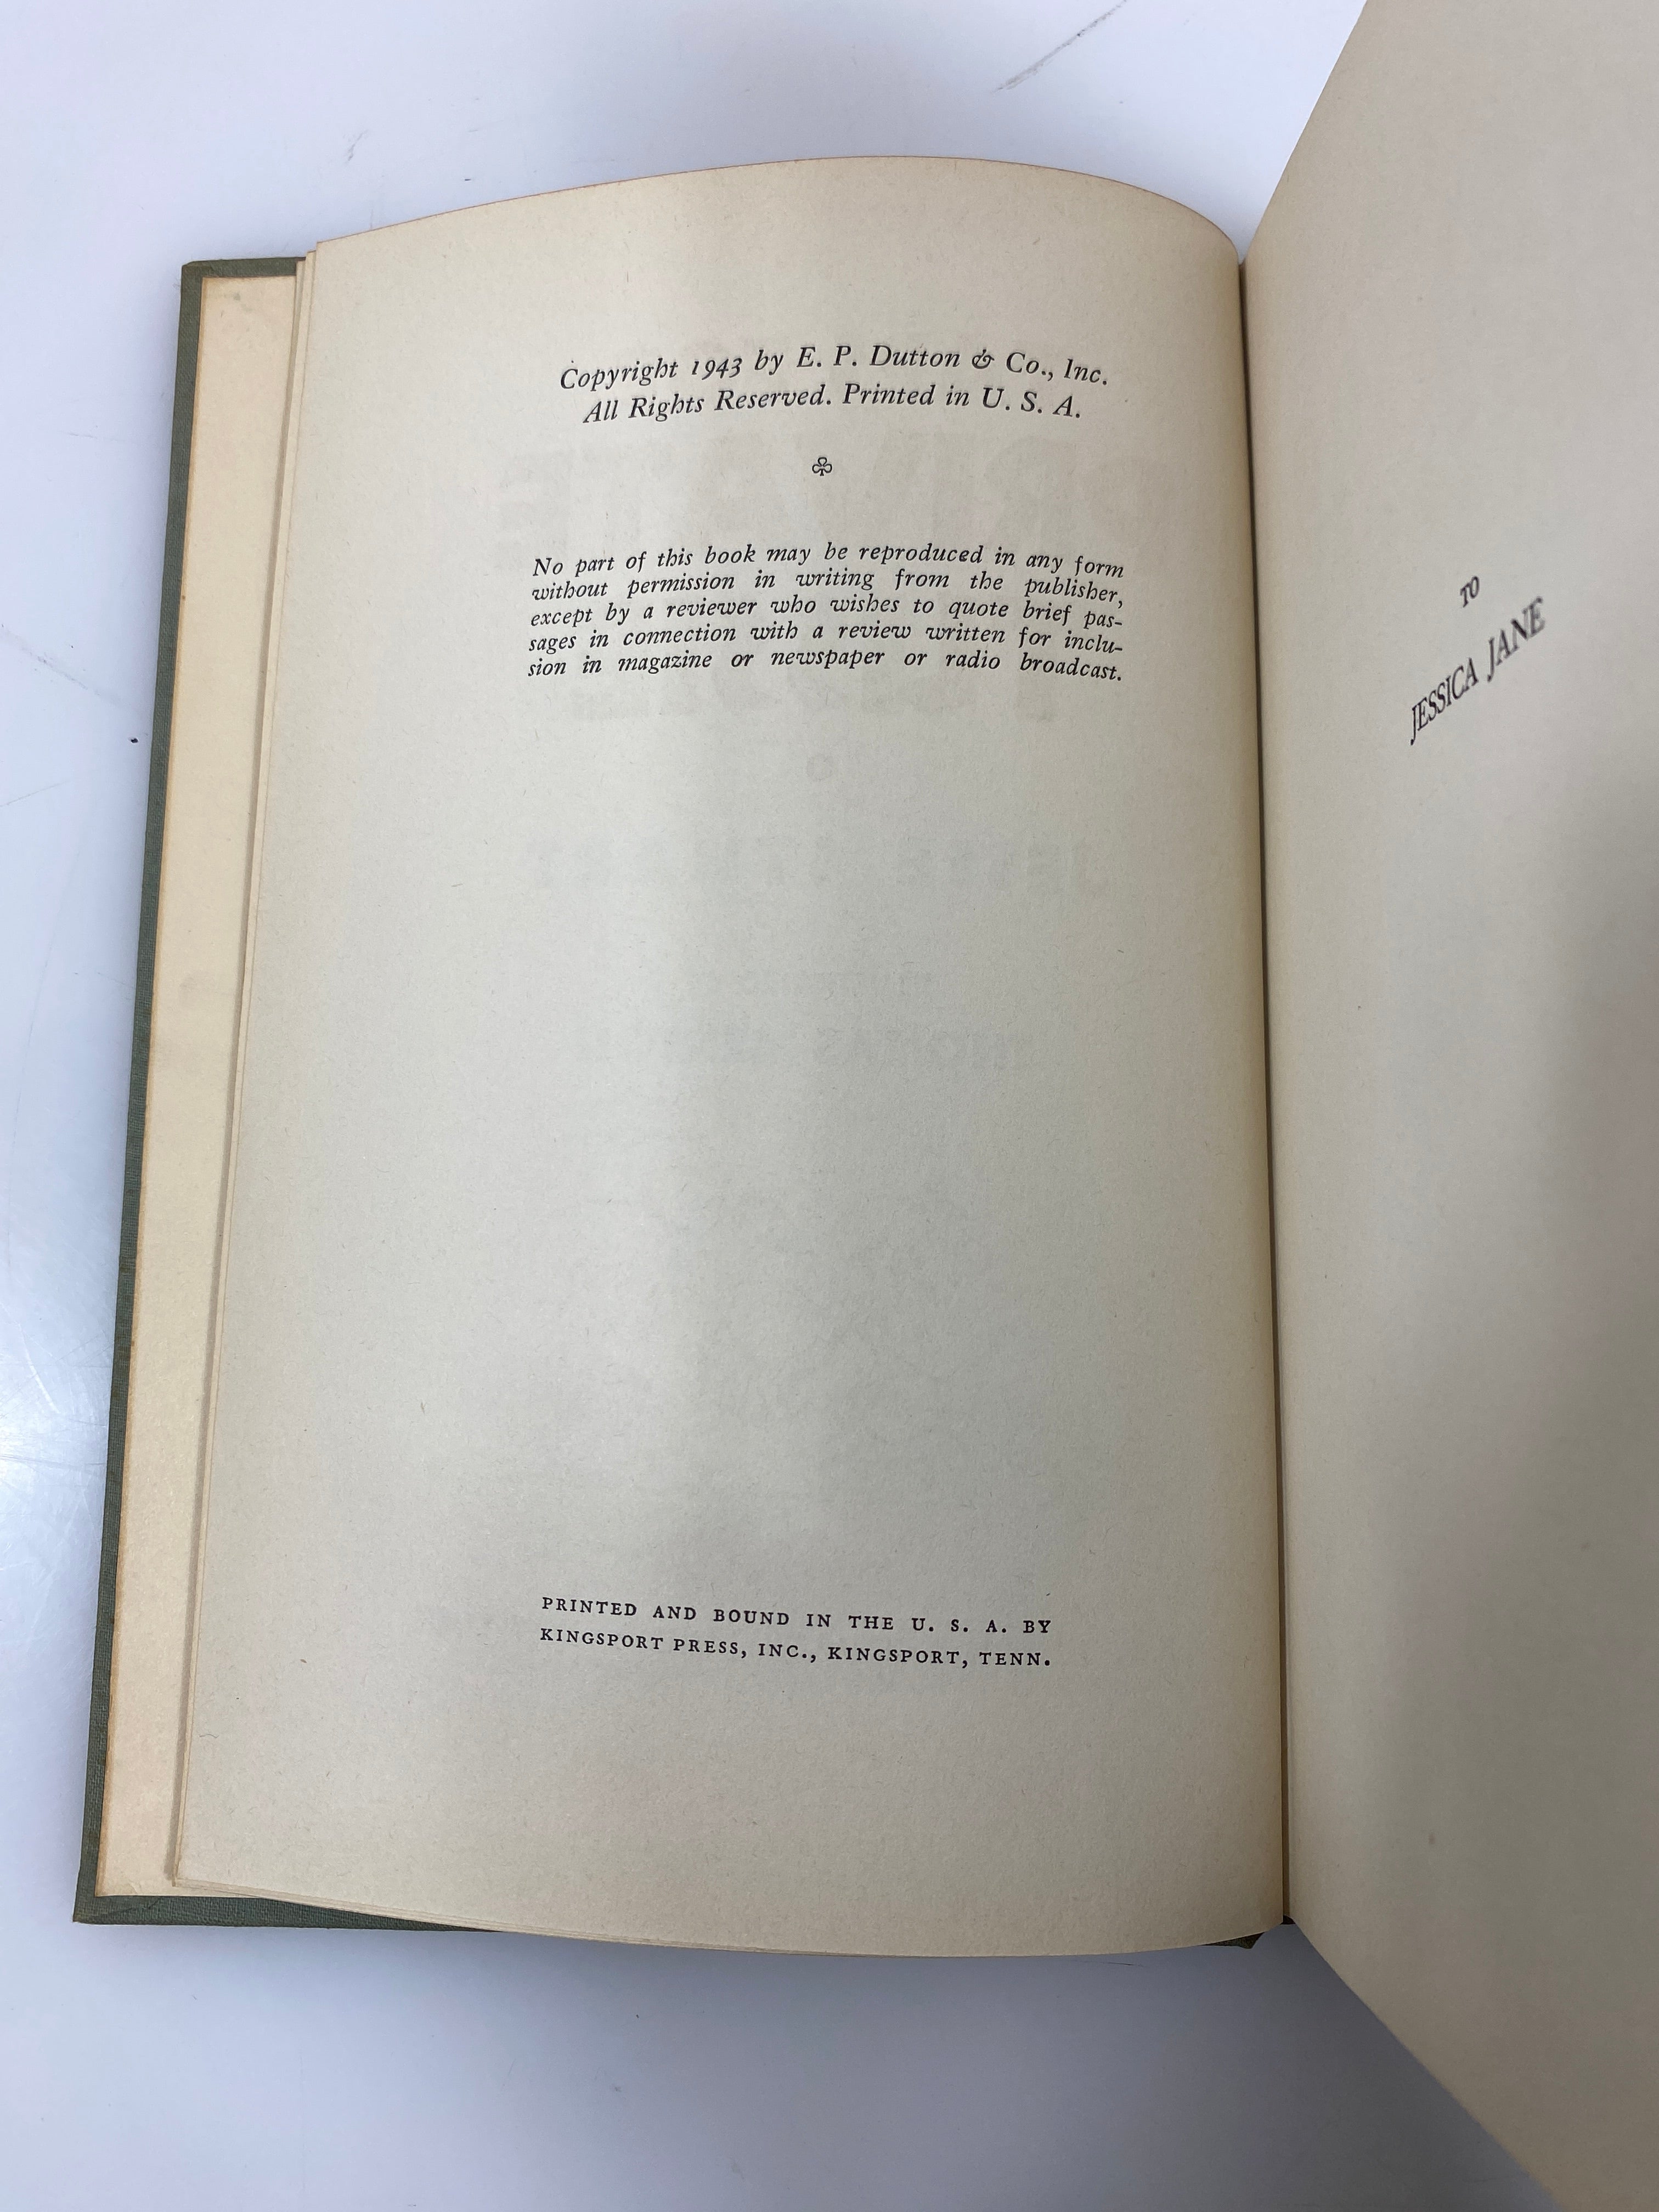 Copyright 1943 by E. P. Dutton & Co., Inc.
All Rights Reserved. Printed in U. S. A.
No part of this book may be reproduced in any form
without permission in writing from the publisher,
except by a reviewer who wishes to quote brief pas-
sages in connection with a review written for inclu-
sion in magazine or newspaper or radio broadcast.
PRINTED AND BOUND IN THE U. S. A. BY
KINGSPORT PRESS, INC., KINGSPORT, TENN.
TO
JESSICA JANE